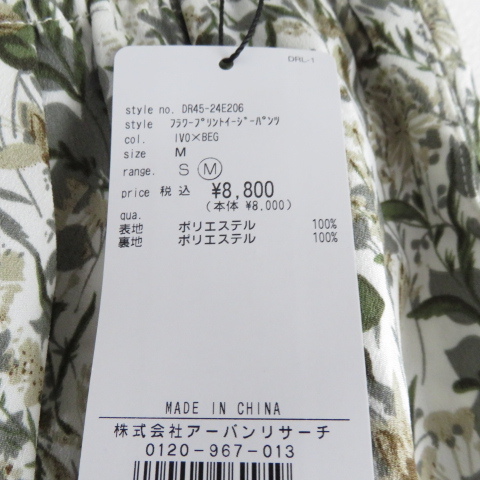 DRL-1
style no. DR45-24E206
style フラワープリントイージーパンツ
col. IVO×BEG
size M
range. S M
price 税込 ¥8,800
(本体 ¥8,000)
qua.
表地 ポリエステル 100%
裏地 ポリエステル 100%
MADE IN CHINA
株式会社アーバンリサーチ
0120-967-013